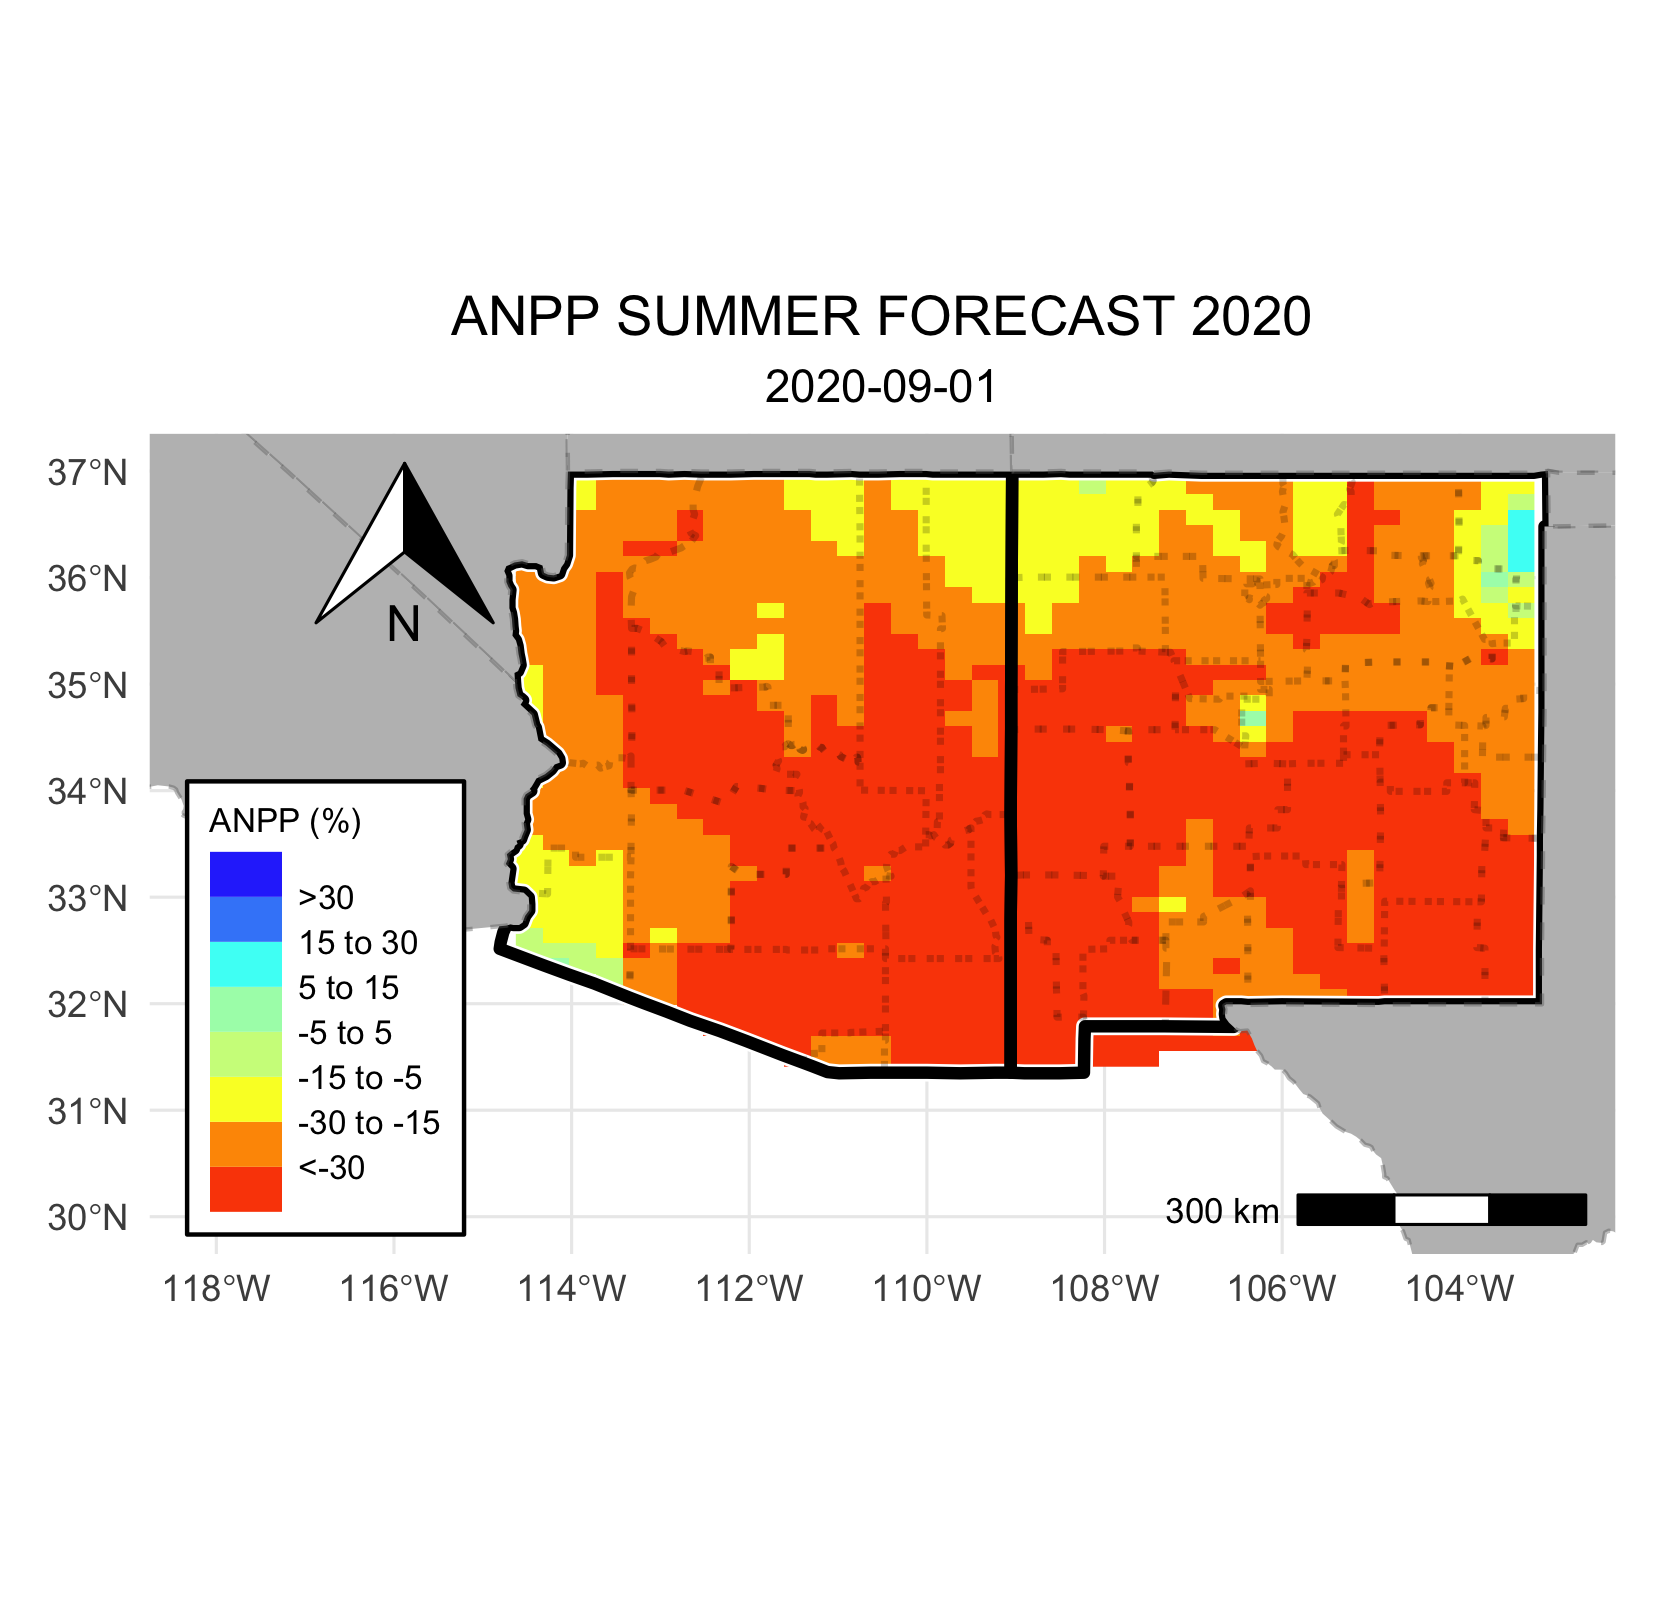 ANPP SUMMER FORECAST 2020
2020-09-01
37°N
36°N
35°N
34°N
33°N
32°N
31°N
30°N
N
ANPP (%)
>30
15 to 30
5 to 15
-5 to 5
-15 to -5
-30 to -15
<-30
300 km
118°W
116°W
114°W
112°W
110°W
108°W
106°W
104°W